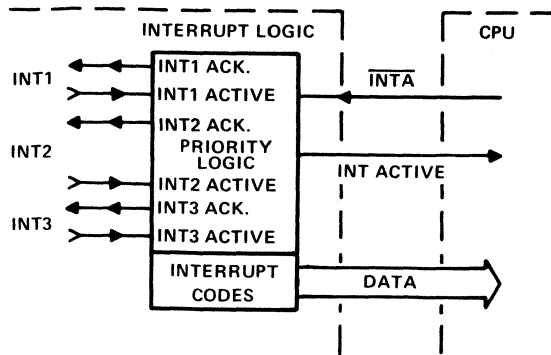 INTERRUPT LOGIC
CPU
INT1
INT1 ACK.
INT1 ACTIVE
INTA
INT2
INT2 ACK.
PRIORITY
LOGIC
INT ACTIVE
INT2 ACTIVE
INT3
INT3 ACK.
INT3 ACTIVE
INTERRUPT
CODES
DATA